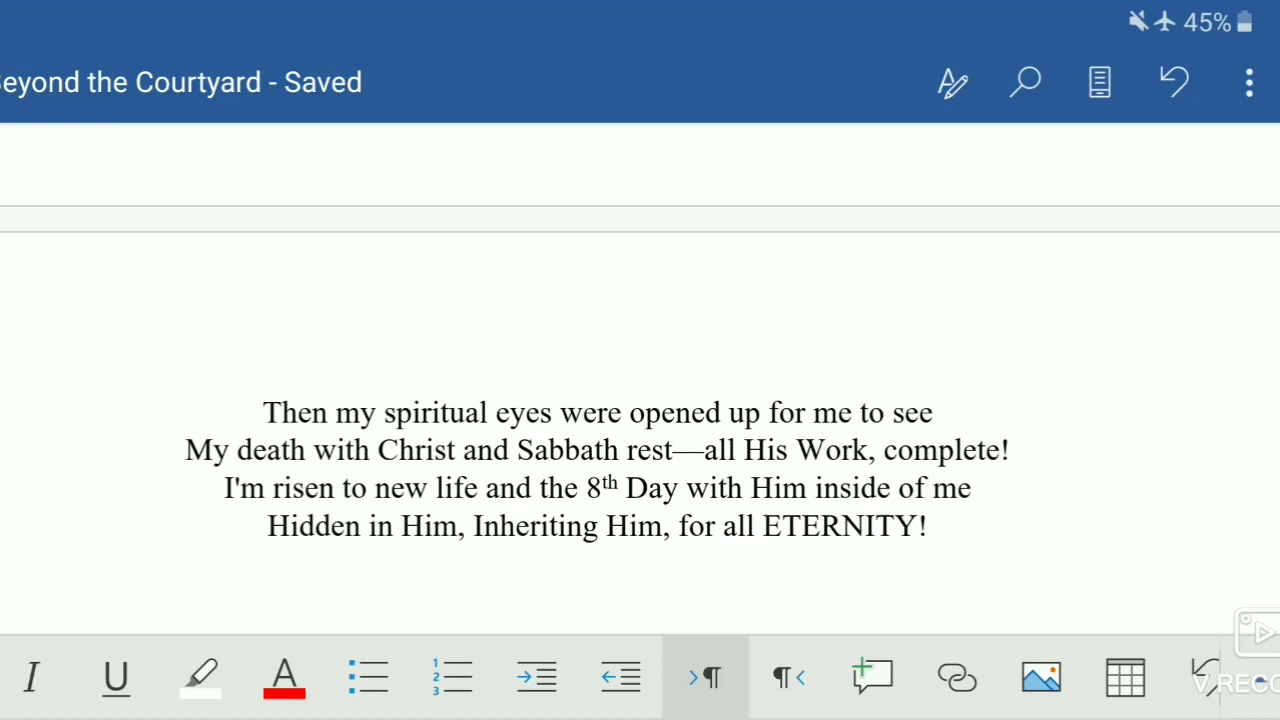 45%
eyond the Courtyard - Saved
Then my spiritual eyes were opened up for me to see
My death with Christ and Sabbath rest—all His Work, complete!
I'm risen to new life and the 8th Day with Him inside of me
Hidden in Him, Inheriting Him, for all ETERNITY!
I U A
V RECO